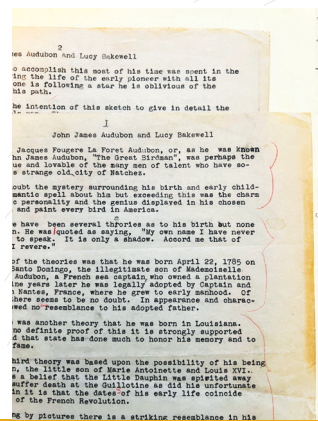 2
es Audubon and Lucy Bakewell
o accomplish this most of his time was spent in the
ing the life of the early pioneer with all its
one is following a star he is oblivious of the
his path.
he intention of this sketch to give in detail the
I
John James Audubon and Lucy Bakewell
Jacques Fougere La Foret Audubon, or, as he was known
hn James Audubon, "The Great Birdman", was perhaps the
ue and lovable of the many men of talent who have so-
s strange old city of Natchez.
oubt the mystery surrounding his birth and early child-
mantic spell about him but exceeding this was the charm
c personality and the genius displayed in his chosen
and paint every bird in America.
e have been several theories as to his birth but none
n. He was quoted as saying, "My own name I have never
to speak. It is only a shadow. Accord me that of
I revere."
of the theories was that he was born April 22, 1785 on
Santo Domingo, the illegitimate son of Mademoiselle
Audubon, a French sea captain, who owned a plantation
ine years later he was legally adopted by Captain and
n Nantes, France, where he grew to early manhood. Of
here seems to be no doubt. In appearance and charac-
wed no resemblance to his adopted father.
was another theory that he was born in Louisiana.
no definite proof of this it is strongly supported
d that state has done much to honor his memory and to
fame.
hird theory was based upon the possibility of his being
n, the little son of Marie Antoinette and Louis XVI.
s a belief that the Little Dauphin was spirited away
suffer death at the Guillotine as did his unfortunate
in it is that the dates of his early life coincide
of the French Revolution.
ng by pictures there is a striking resemblance in his